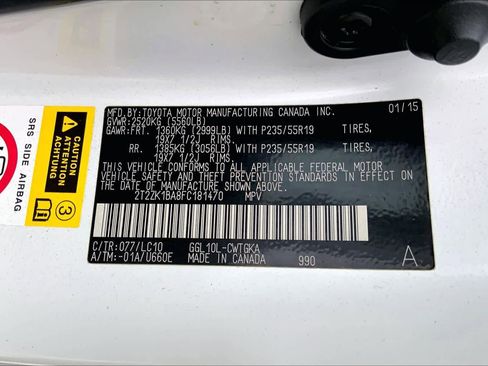 MFD.BY:TOYOTA MOTOR MANUFACTURING CANADA INC. 01/15
GVWR:2520KG (5560LB)
GAWR:FRT. 1360KG (2999LB) WITH P235/55R19 TIRES,
19X7 1/2J RIMS.
RR. 1385KG (3056LB) WITH P235/55R19 TIRES,
19X7 1/2J RIMS.
THIS VEHICLE CONFORMS TO ALL APPLICABLE FEDERAL MOTOR
VEHICLE SAFETY AND THEFT PREVENTION STANDARDS IN EFFECT
ON THE DATE OF MANUFACTURE SHOWN ABOVE.
2T2ZK1BA8FC181470 MPV
C/TR:077/LC10 GGL10L-CWTGKA
A/TM:-01A/U660E MADE IN CANADA 990 A
SRS SIDE AIRBAG
CAUTION
ATTENTION
3